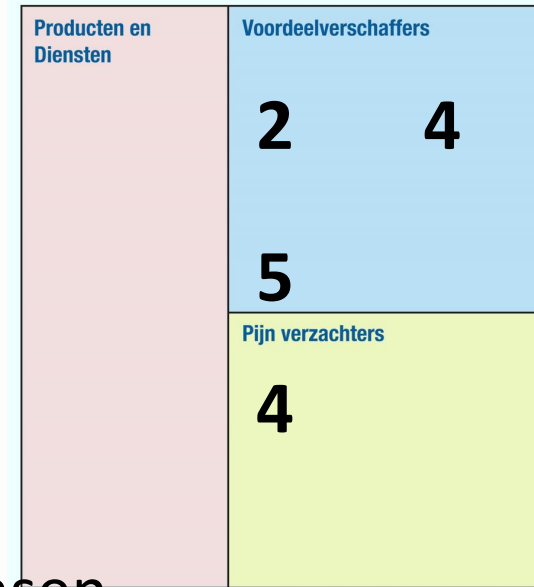 Producten en
Diensten
Voordeelverschaffers
2 4
5
Pijn verzachters
4